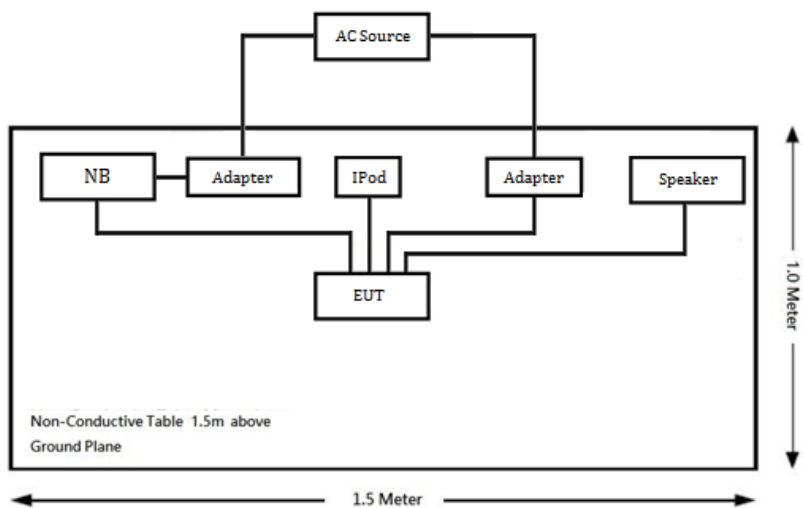 AC Source
NB
Adapter
IPod
Adapter
Speaker
EUT
1.0 Meter
Non-Conductive Table 1.5m above
Ground Plane
1.5 Meter